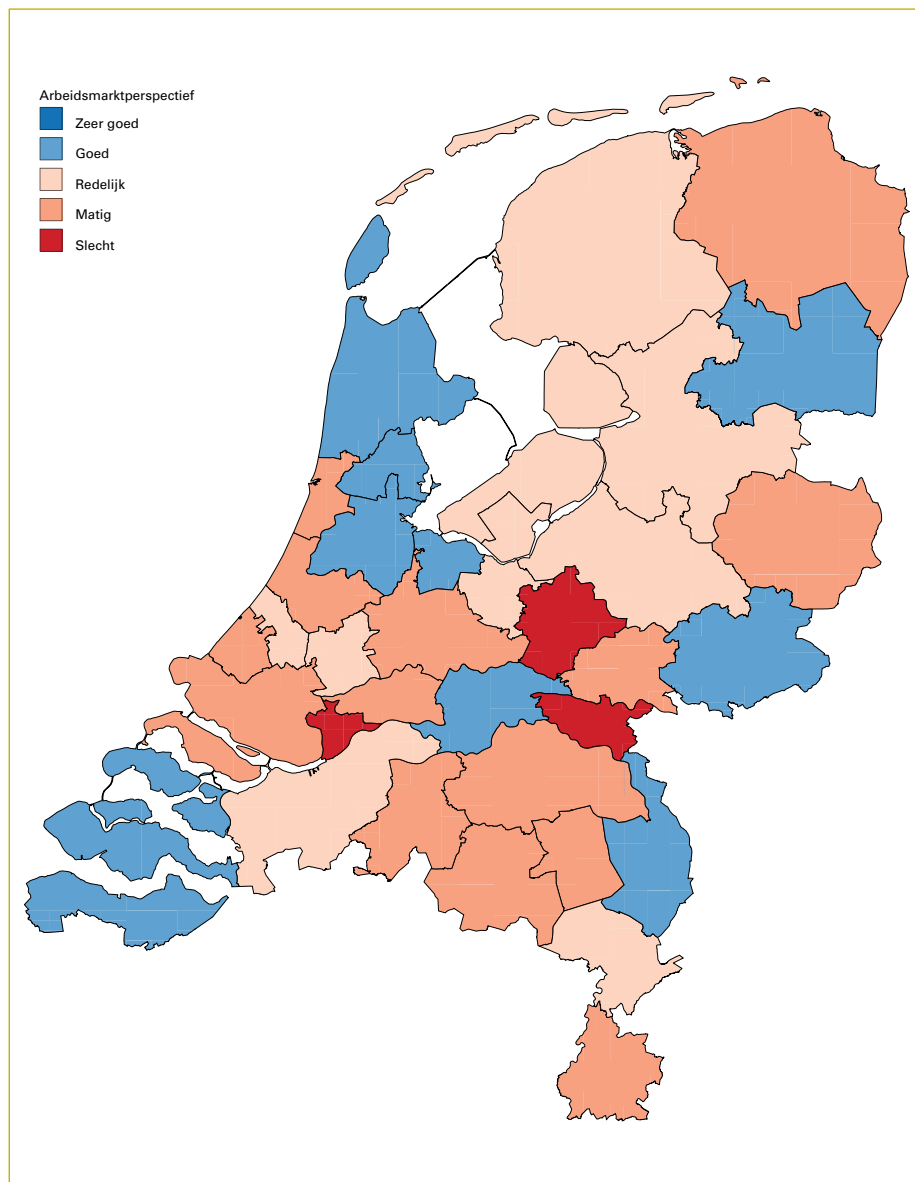 Arbeidsmarktperspectief
Zeer goed
Goed
Redelijk
Matig
Slecht